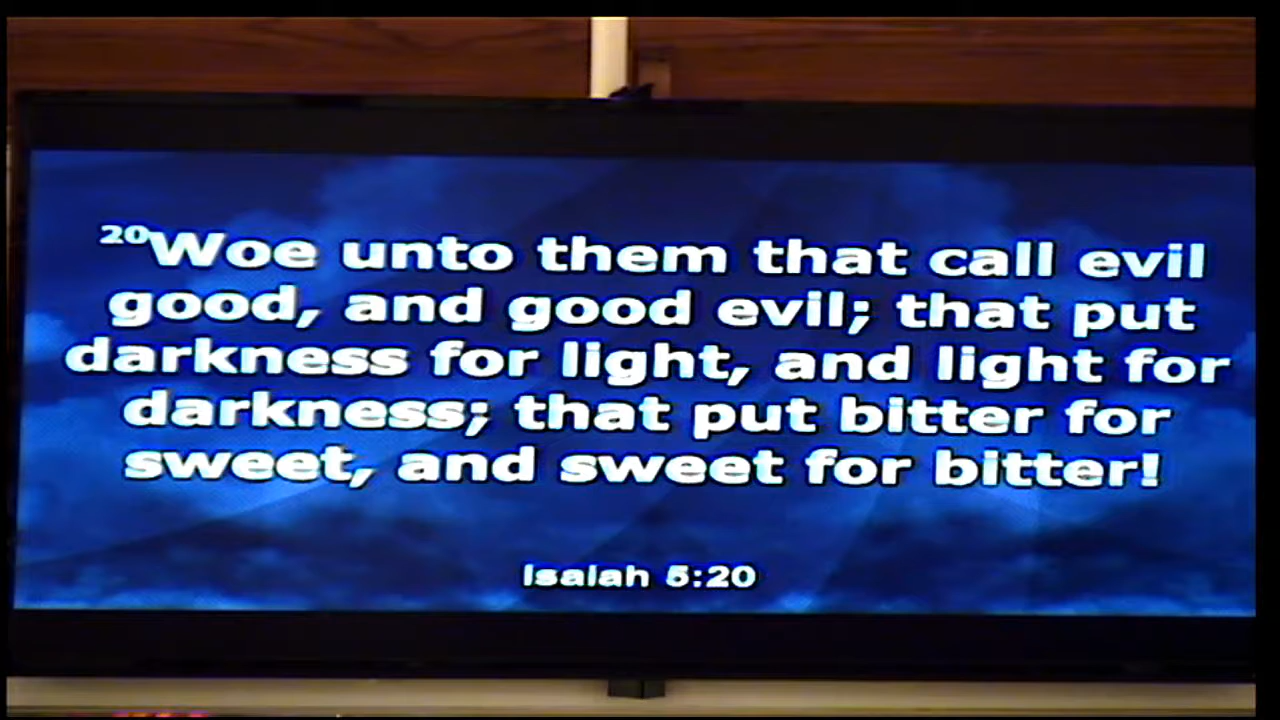 20Woe unto them that call evil
good, and good evil; that put
darkness for light, and light for
darkness; that put bitter for
sweet, and sweet for bitter!
Isaiah 5:20